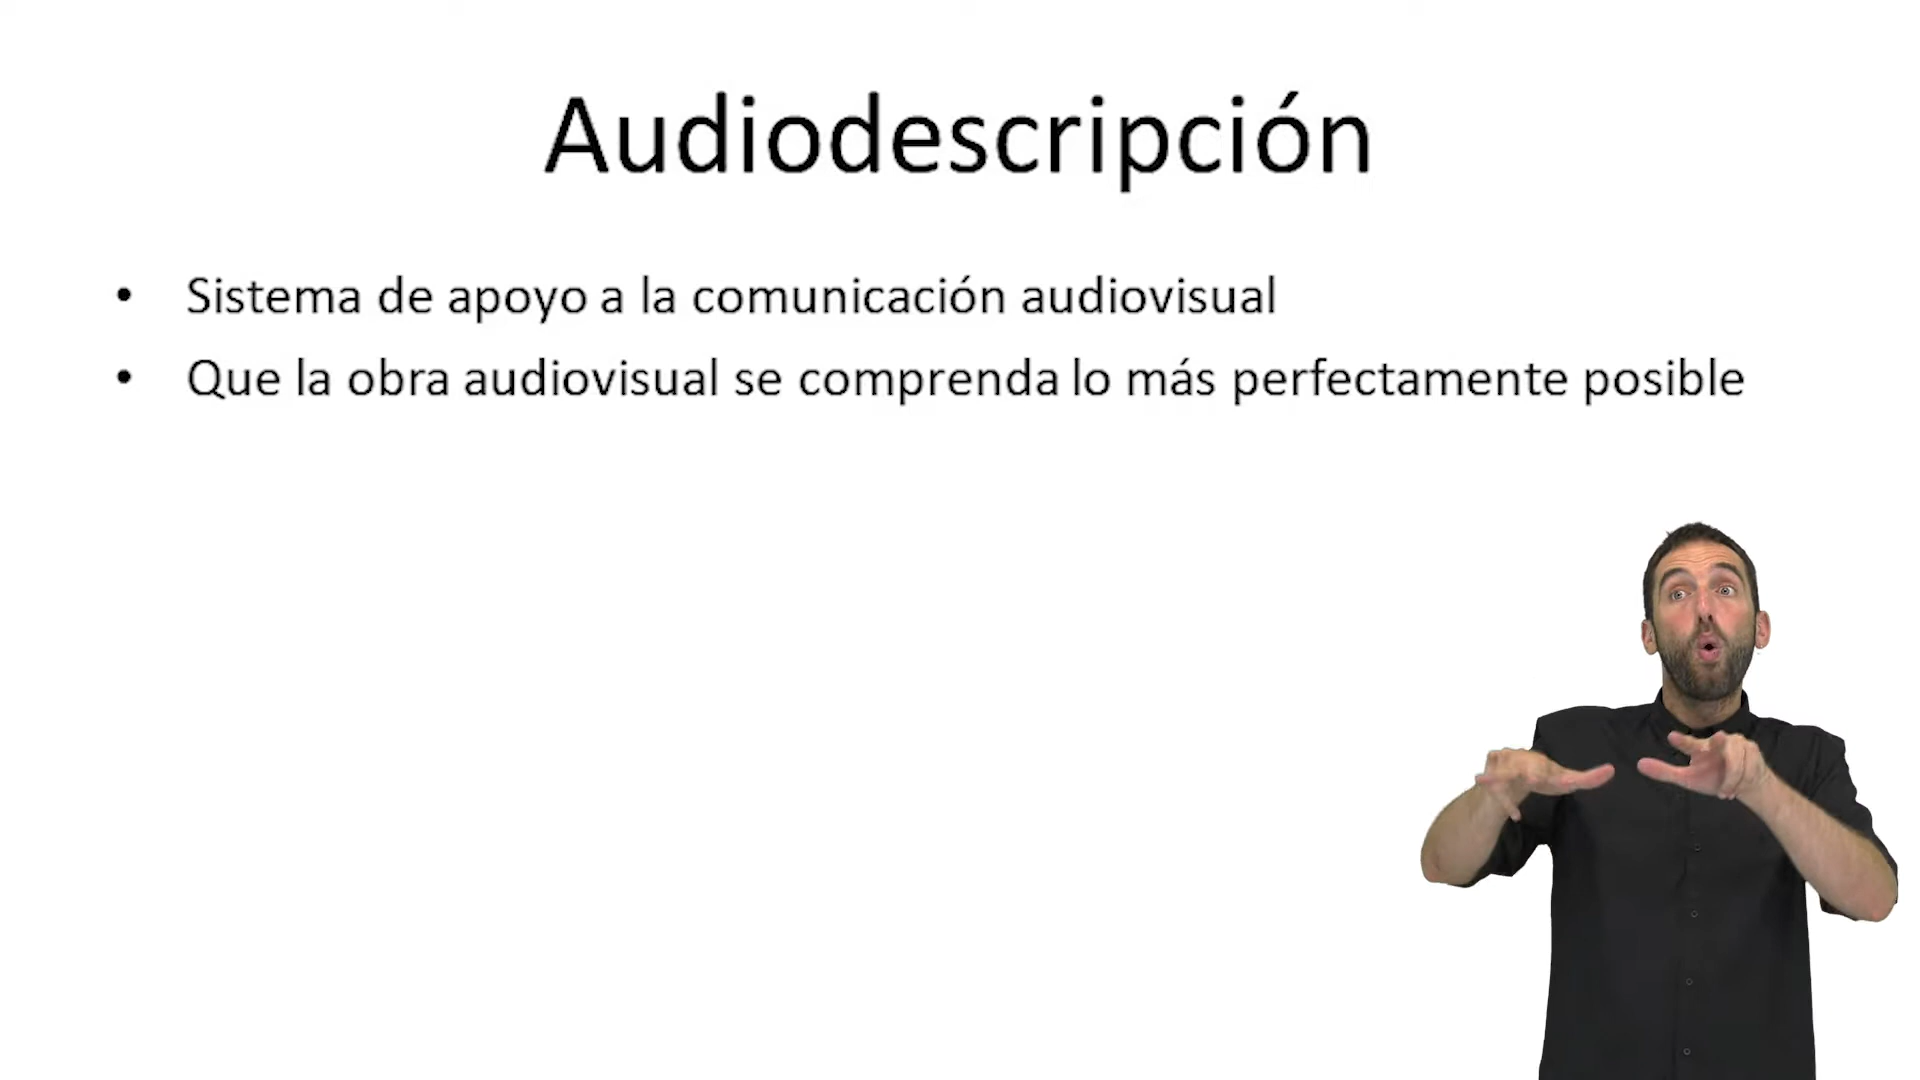 Audiodescripción
• Sistema de apoyo a la comunicación audiovisual
• Que la obra audiovisual se comprenda lo más perfectamente posible